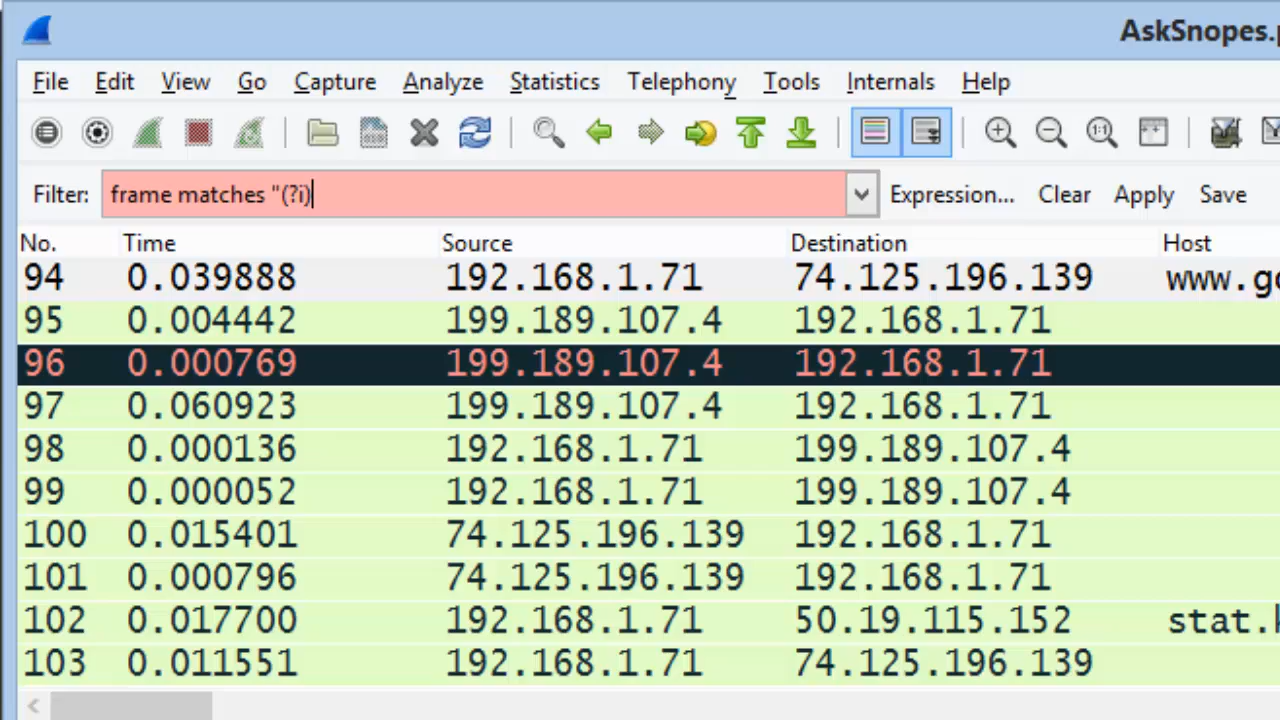 AskSnopes.p
File Edit View Go Capture Analyze Statistics Telephony Tools Internals Help
Filter: frame matches "(?i) Expression... Clear Apply Save
No. Time Source Destination Host
94 0.039888 192.168.1.71 74.125.196.139 www.go
95 0.004442 199.189.107.4 192.168.1.71
96 0.000769 199.189.107.4 192.168.1.71
97 0.060923 199.189.107.4 192.168.1.71
98 0.000136 192.168.1.71 199.189.107.4
99 0.000052 192.168.1.71 199.189.107.4
100 0.015401 74.125.196.139 192.168.1.71
101 0.000796 74.125.196.139 192.168.1.71
102 0.017700 192.168.1.71 50.19.115.152 stat.k
103 0.011551 192.168.1.71 74.125.196.139